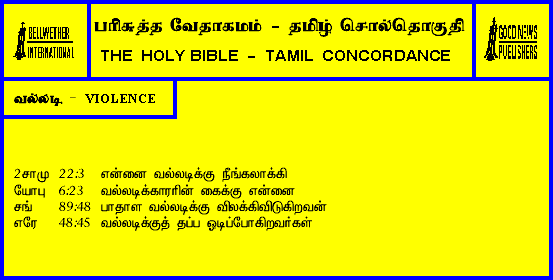 BELLWETHER
INTERNATIONAL
பரிசுத்த வேதாகமம் - தமிழ் சொல்தொகுதி
THE HOLY BIBLE - TAMIL CONCORDANCE
GOOD NEWS
PUBLISHERS
வல்லடி - VIOLENCE
2சாமு 22:3 என்னை வல்லடிக்கு நீங்கலாக்கி
யோபு 6:23 வல்லடிக்காரரின் கைக்கு என்னை
சங் 89:48 பாதாள வல்லடிக்கு விலக்கிவிடுகிறவன்
எரே 48:45 வல்லடிக்குத் தப்ப ஓடிப்போகிறவர்கள்